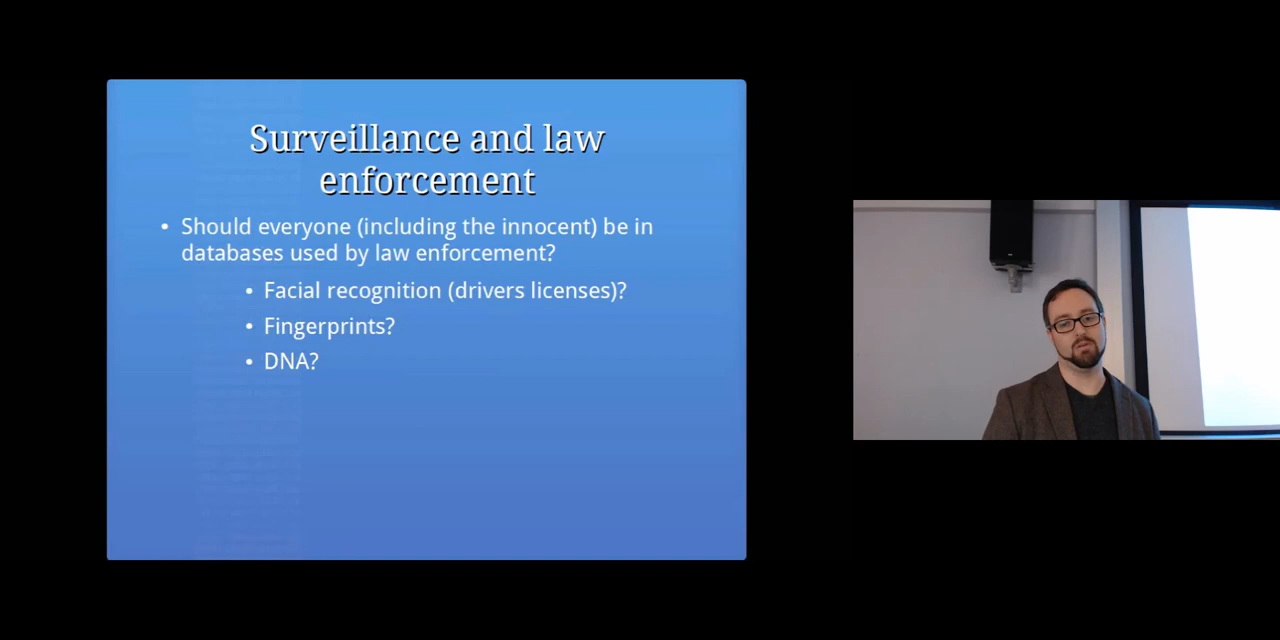 Surveillance and law
enforcement
• Should everyone (including the innocent) be in
databases used by law enforcement?
• Facial recognition (drivers licenses)?
• Fingerprints?
• DNA?